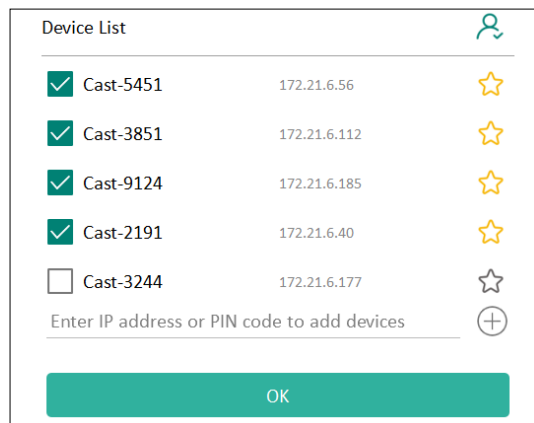 Device List
Cast-5451 172.21.6.56
Cast-3851 172.21.6.112
Cast-9124 172.21.6.185
Cast-2191 172.21.6.40
Cast-3244 172.21.6.177
Enter IP address or PIN code to add devices
OK